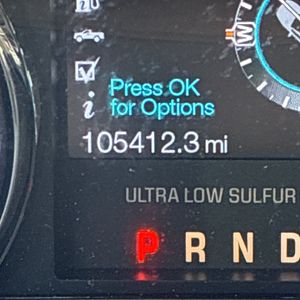 W
Press OK
i for Options
105412.3 mi
ULTRA LOW SULFUR
P R N D